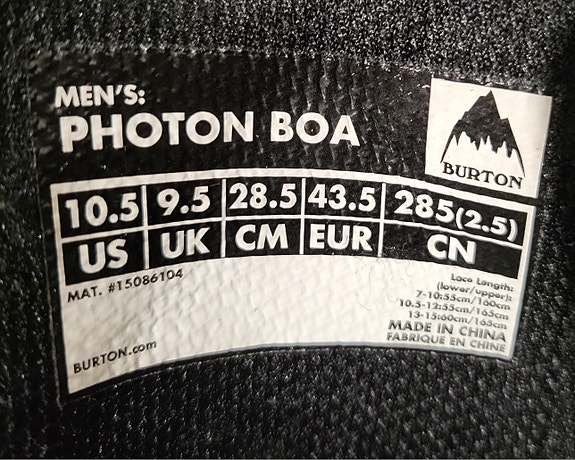 MEN'S:
PHOTON BOA
BURTON
10.5 9.5 28.5 43.5 285(2.5)
US UK CM EUR CN
MAT. #15086104
Lace Length:
(lower/upper):
7-10:55cm/160cm
10.5-12:55cm/165cm
13-15:60cm/165cm
MADE IN CHINA
FABRIQUE EN CHINE
BURTON.com